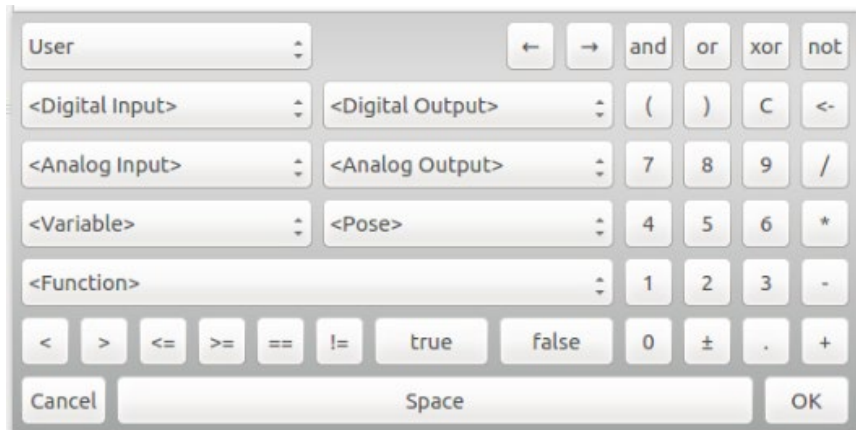 User ← → and or xor not
<Digital Input> <Digital Output> ( ) C <-
<Analog Input> <Analog Output> 7 8 9 /
<Variable> <Pose> 4 5 6 *
<Function> 1 2 3 -
< > <= >= == != true false 0 ± . +
Cancel Space OK